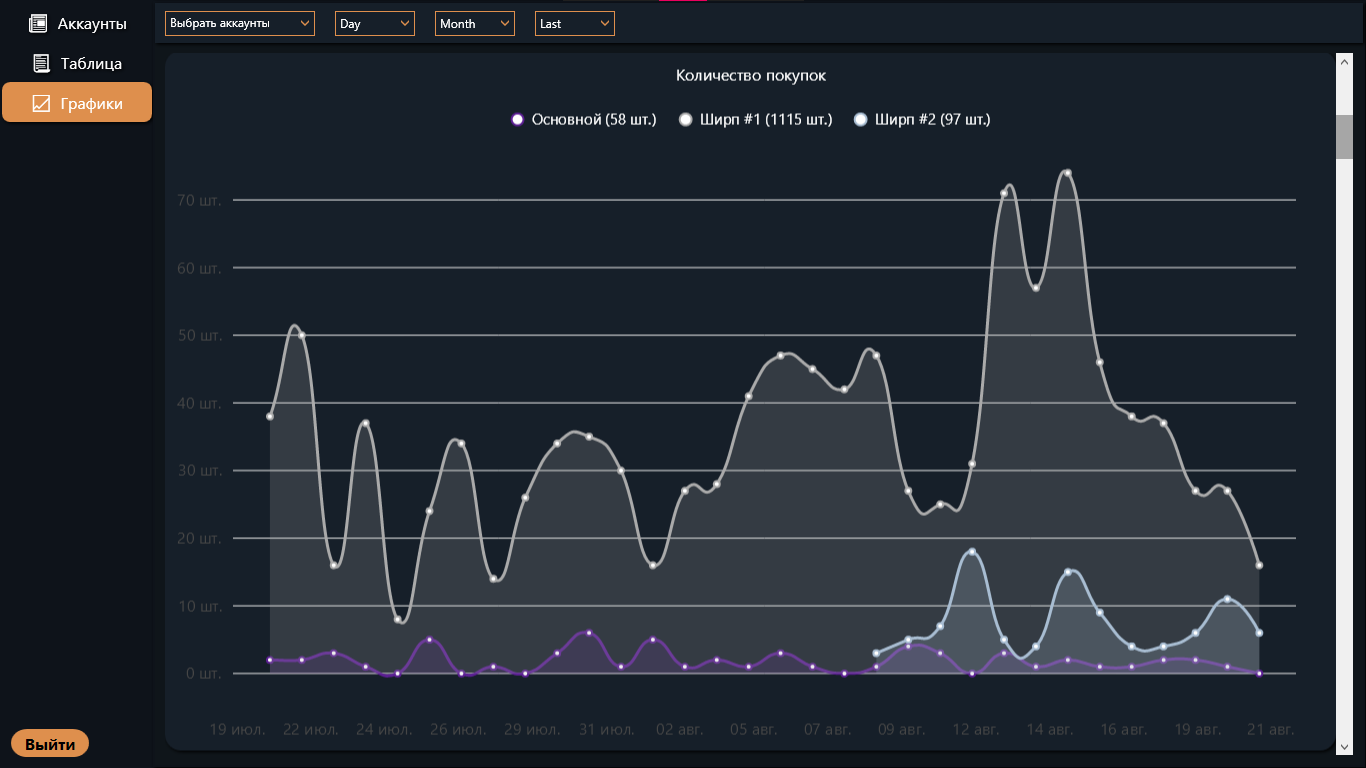 Аккаунты
Таблица
Графики
Выйти
Выбрать аккаунты
Day
Month
Last
Количество покупок
Основной (58 шт.)
Ширп #1 (1115 шт.)
Ширп #2 (97 шт.)
70 шт.
60 шт.
50 шт.
40 шт.
30 шт.
20 шт.
10 шт.
0 шт.
19 июл.
22 июл.
24 июл.
26 июл.
29 июл.
31 июл.
02 авг.
05 авг.
07 авг.
09 авг.
12 авг.
14 авг.
16 авг.
19 авг.
21 авг.